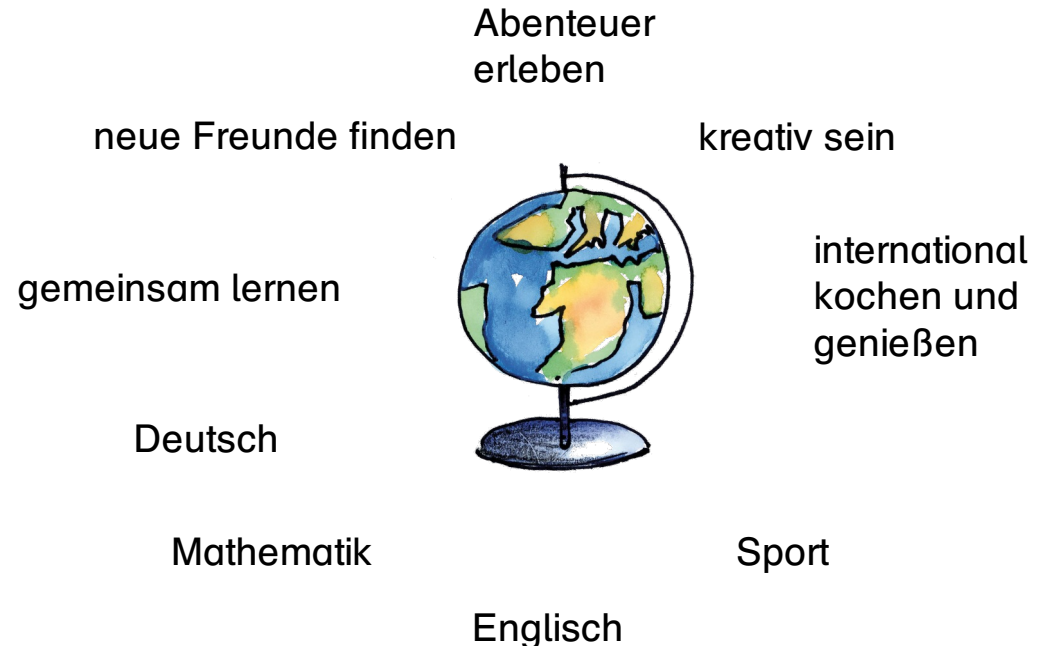 Abenteuer
erleben
neue Freunde finden
kreativ sein
international
kochen und
genießen
gemeinsam lernen
Deutsch
Mathematik
Sport
Englisch